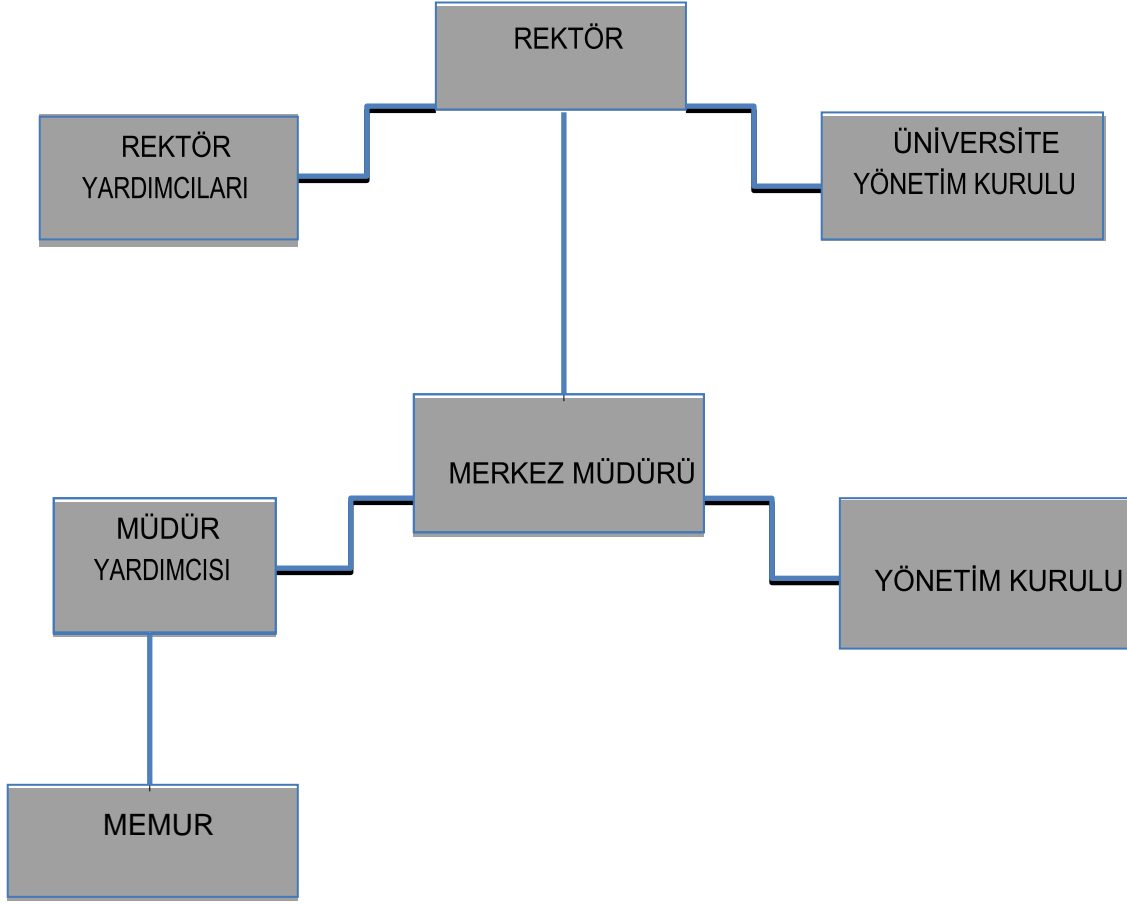 REKTÖR
REKTÖR
YARDIMCILARI
ÜNİVERSİTE
YÖNETİM KURULU
MERKEZ MÜDÜRÜ
MÜDÜR
YARDIMCISI
YÖNETİM KURULU
MEMUR